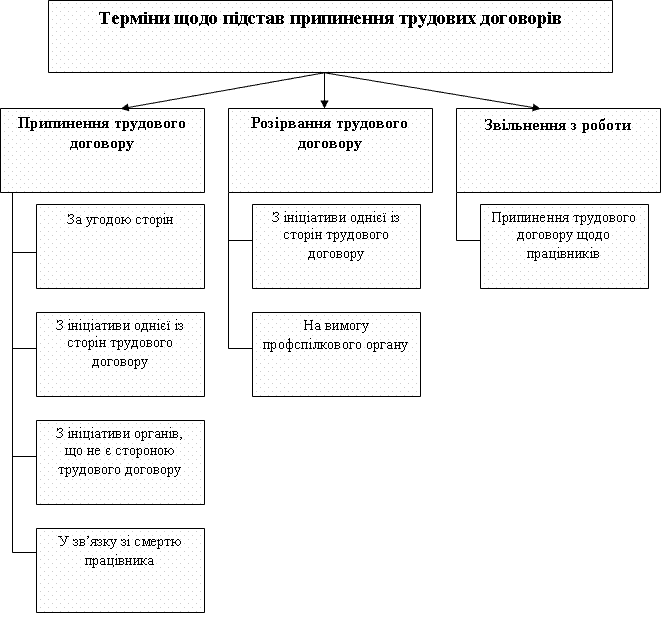 Терміни щодо підстав припинення трудових договорів
Припинення трудового
договору
За угодою сторін
З ініціативи однієї із
сторін трудового
договору
З ініціативи органів,
що не є стороною
трудового договору
У зв’язку зі смертю
працівника
Розірвання трудового
договору
З ініціативи однієї із
сторін трудового
договору
На вимогу
профспілкового органу
Звільнення з роботи
Припинення трудового
договору щодо
працівників